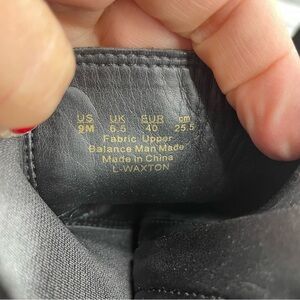 US UK EUR cm
9M 6.5 40 25.5
Fabric Upper
Balance Man Made
Made in China
L-WAXTON